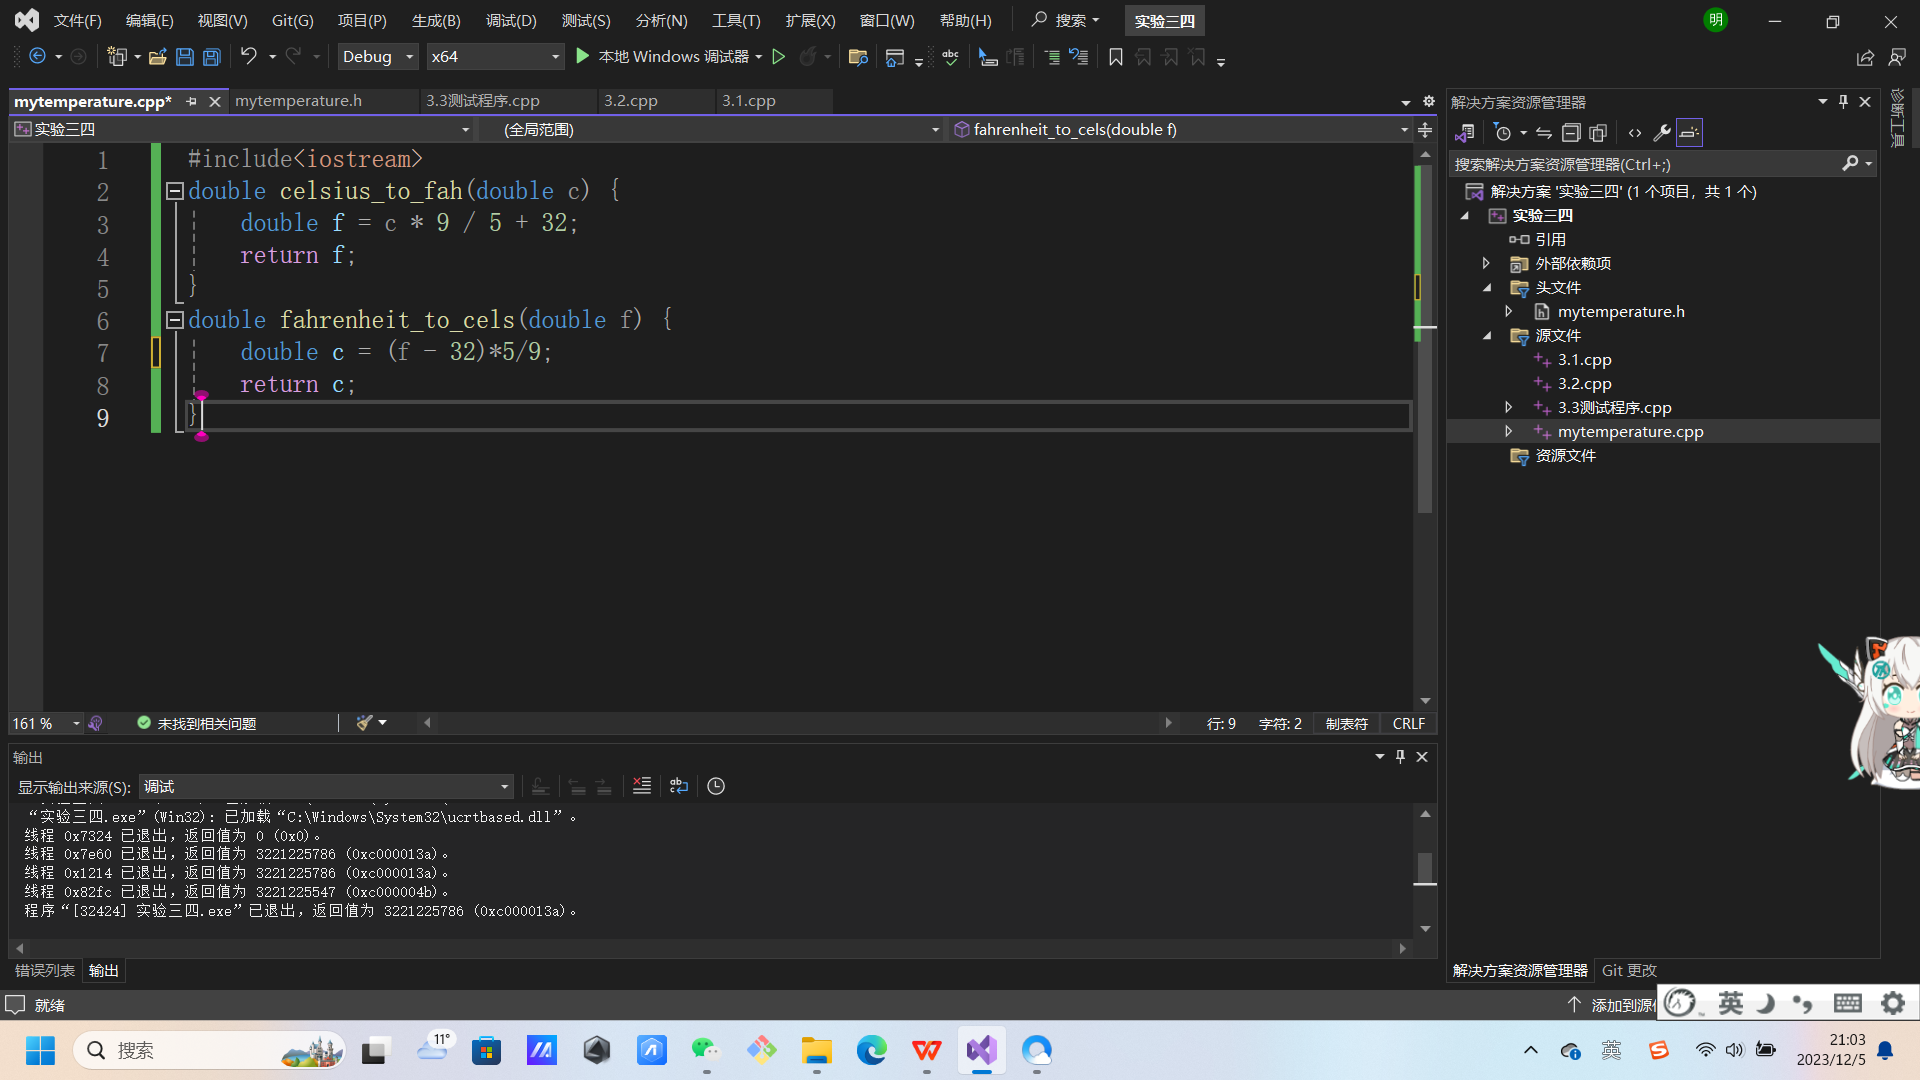 文件(F) 编辑(E) 视图(V) Git(G) 项目(P) 生成(B) 调试(D) 测试(S) 分析(N) 工具(T) 扩展(X) 窗口(W) 帮助(H) 搜索 实验三四 明
Debug x64 本地 Windows 调试器 abc
mytemperature.cpp* mytemperature.h 3.3测试程序.cpp 3.2.cpp 3.1.cpp
实验三四 (全局范围) fahrenheit_to_cels(double f)
1 #include<iostream>
2 double celsius_to_fah(double c) {
3 double f = c * 9 / 5 + 32;
4 return f;
5 }
6 double fahrenheit_to_cels(double f) {
7 double c = (f - 32)*5/9;
8 return c;
9 }
161 % 未找到相关问题 行: 9 字符: 2 制表符 CRLF
输出
显示输出来源(S): 调试
“实验三四.exe”(Win32): 已加载“C:\Windows\System32\ucrtbased.dll”。
线程 0x7324 已退出，返回值为 0 (0x0)。
线程 0x7e60 已退出，返回值为 3221225786 (0xc000013a)。
线程 0x1214 已退出，返回值为 3221225786 (0xc000013a)。
线程 0x82fc 已退出，返回值为 3221225547 (0xc000004b)。
程序“[32424] 实验三四.exe”已退出，返回值为 3221225786 (0xc000013a)。
错误列表 输出
就绪
解决方案资源管理器
搜索解决方案资源管理器(Ctrl+;)
解决方案 '实验三四' (1 个项目，共 1 个)
实验三四
引用
外部依赖项
头文件
mytemperature.h
源文件
3.1.cpp
3.2.cpp
3.3测试程序.cpp
mytemperature.cpp
资源文件
解决方案资源管理器 Git 更改
诊断工具
添加到源
英
搜索
11°
英
21:03
2023/12/5